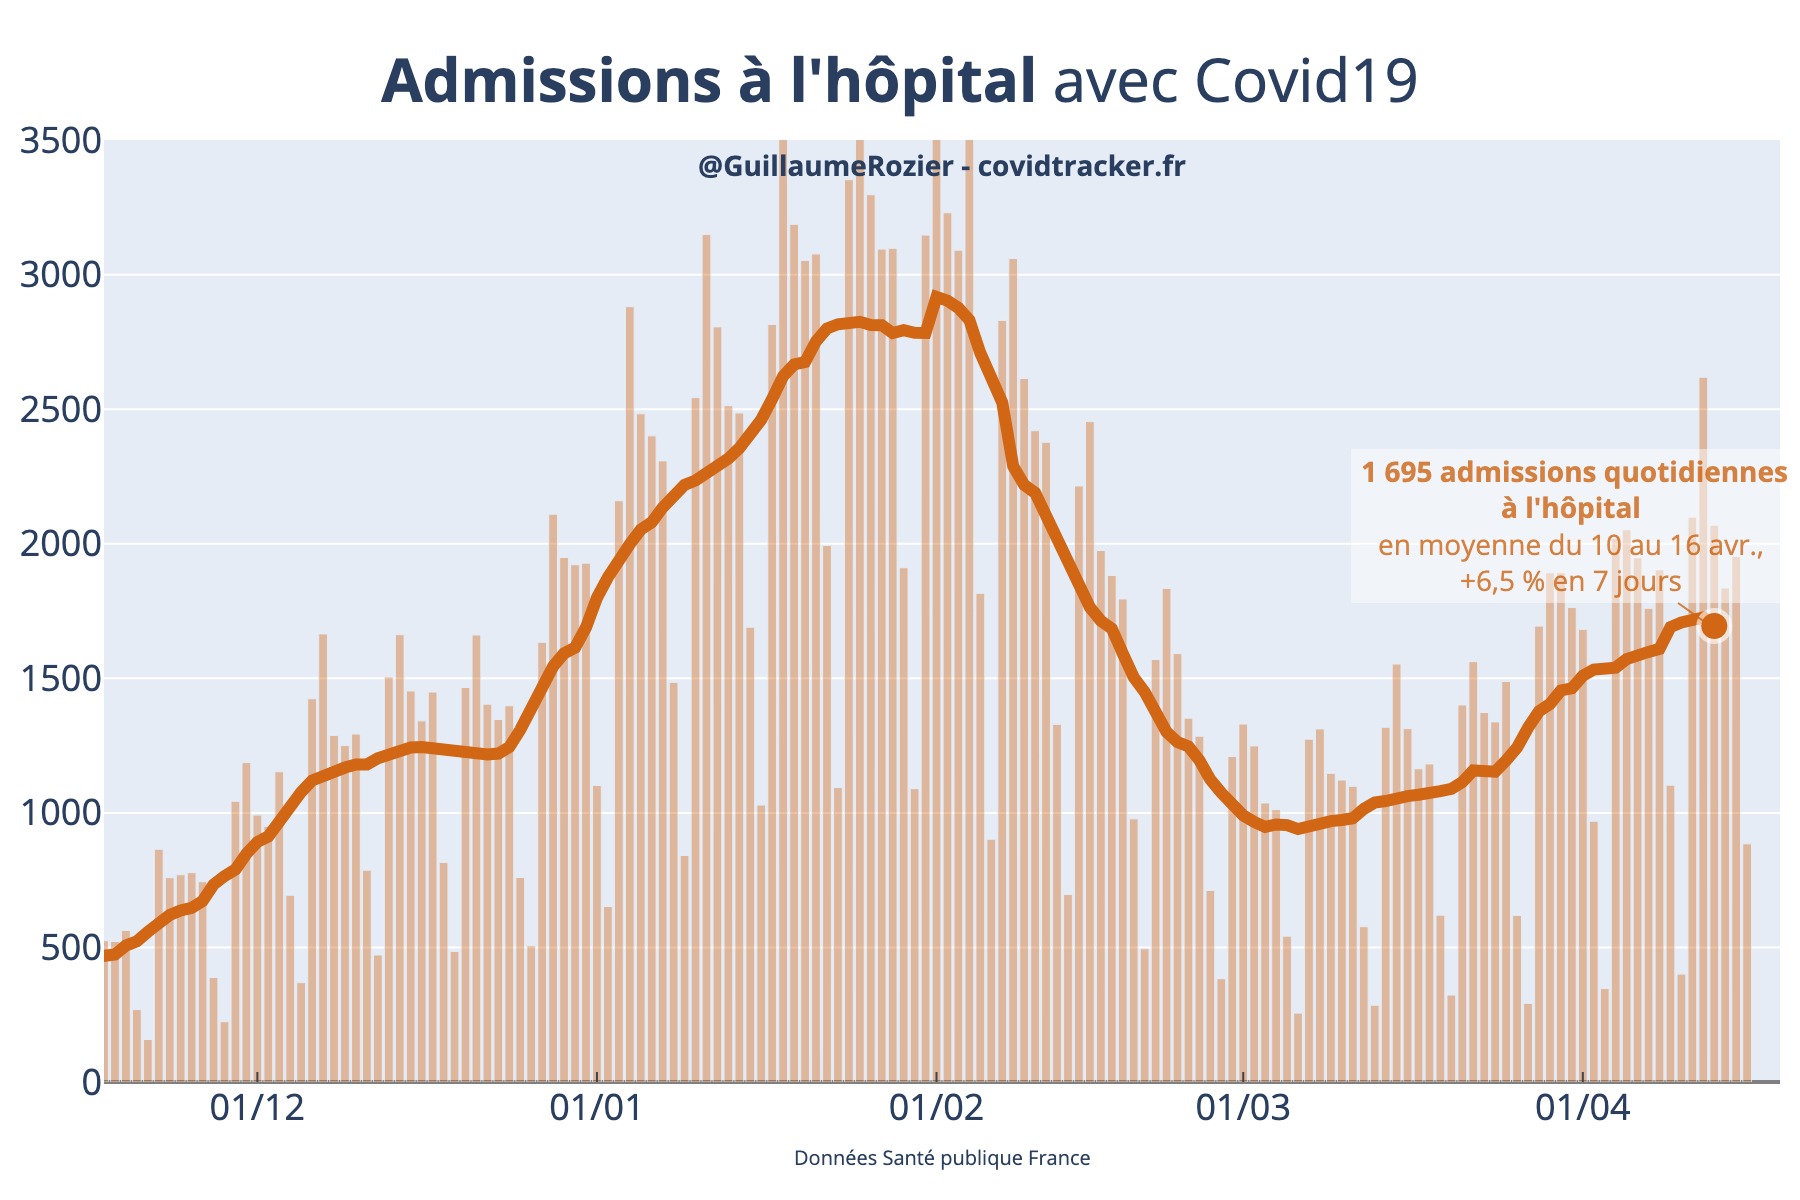 Admissions à l'hôpital avec Covid19
@GuillaumeRozier - covidtracker.fr
3500
3000
2500
2000
1500
1000
500
0
1 695 admissions quotidiennes
à l'hôpital
en moyenne du 10 au 16 avr.,
+6,5 % en 7 jours
01/12
01/01
01/02
01/03
01/04
Données Santé publique France